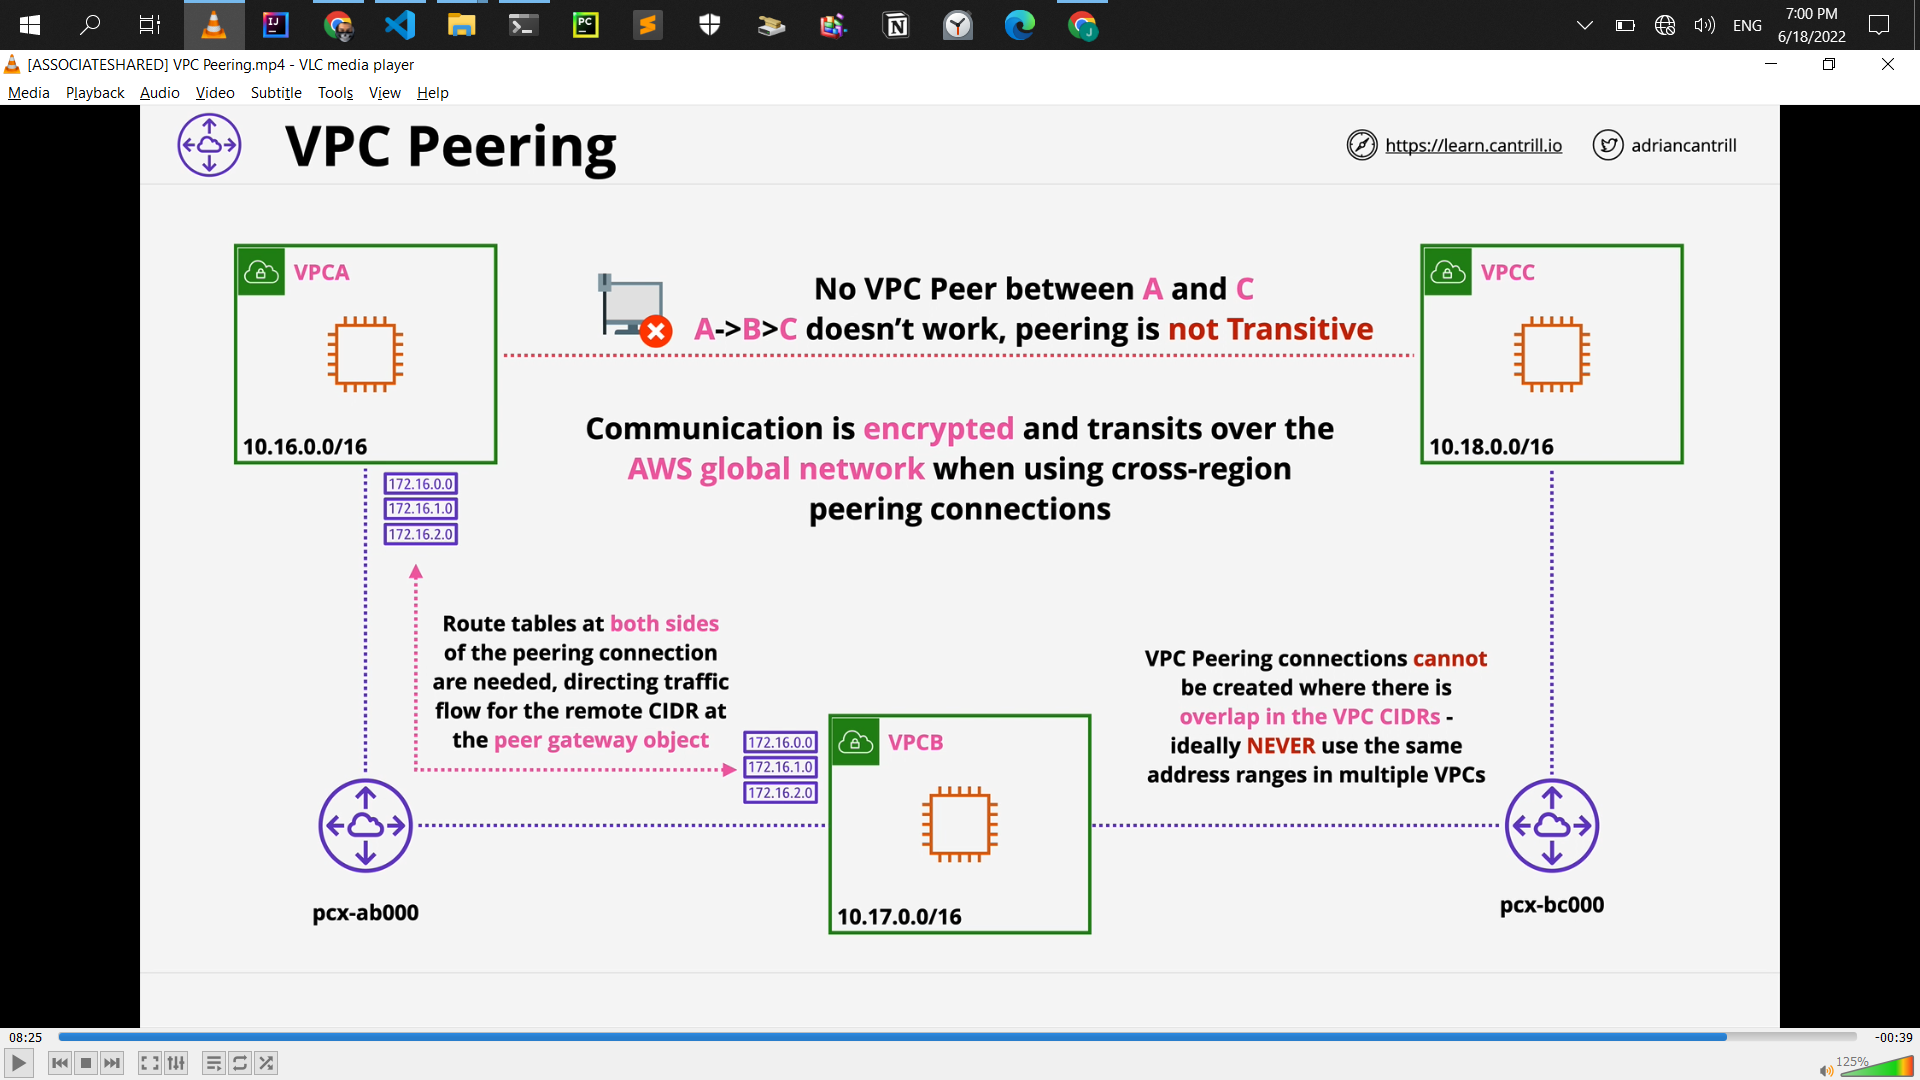 ENG
7:00 PM
6/18/2022
[ASSOCIATESHARED] VPC Peering.mp4 - VLC media player
Media Playback Audio Video Subtitle Tools View Help
VPC Peering
https://learn.cantrill.io
adriancantrill
VPCA
10.16.0.0/16
No VPC Peer between A and C
A->B>C doesn't work, peering is not Transitive
VPCC
10.18.0.0/16
Communication is encrypted and transits over the
AWS global network when using cross-region
peering connections
172.16.0.0
172.16.1.0
172.16.2.0
Route tables at both sides
of the peering connection
are needed, directing traffic
flow for the remote CIDR at
the peer gateway object
172.16.0.0
172.16.1.0
172.16.2.0
VPCB
10.17.0.0/16
VPC Peering connections cannot
be created where there is
overlap in the VPC CIDRs -
ideally NEVER use the same
address ranges in multiple VPCs
pcx-ab000
pcx-bc000
08:25
-00:39
125%